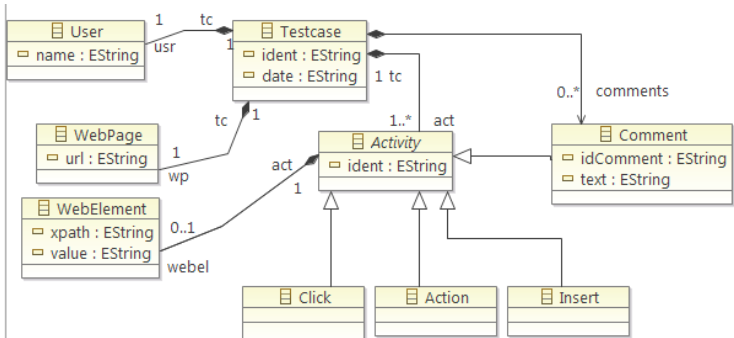 User
name : EString
1
tc
usr
1
Testcase
ident : EString
date : EString
1 tc
0..*
comments
tc
1
1..*
act
WebPage
url : EString
1
wp
Activity
ident : EString
Comment
idComment : EString
text : EString
act
1
WebElement
xpath : EString
value : EString
0..1
webel
Click
Action
Insert